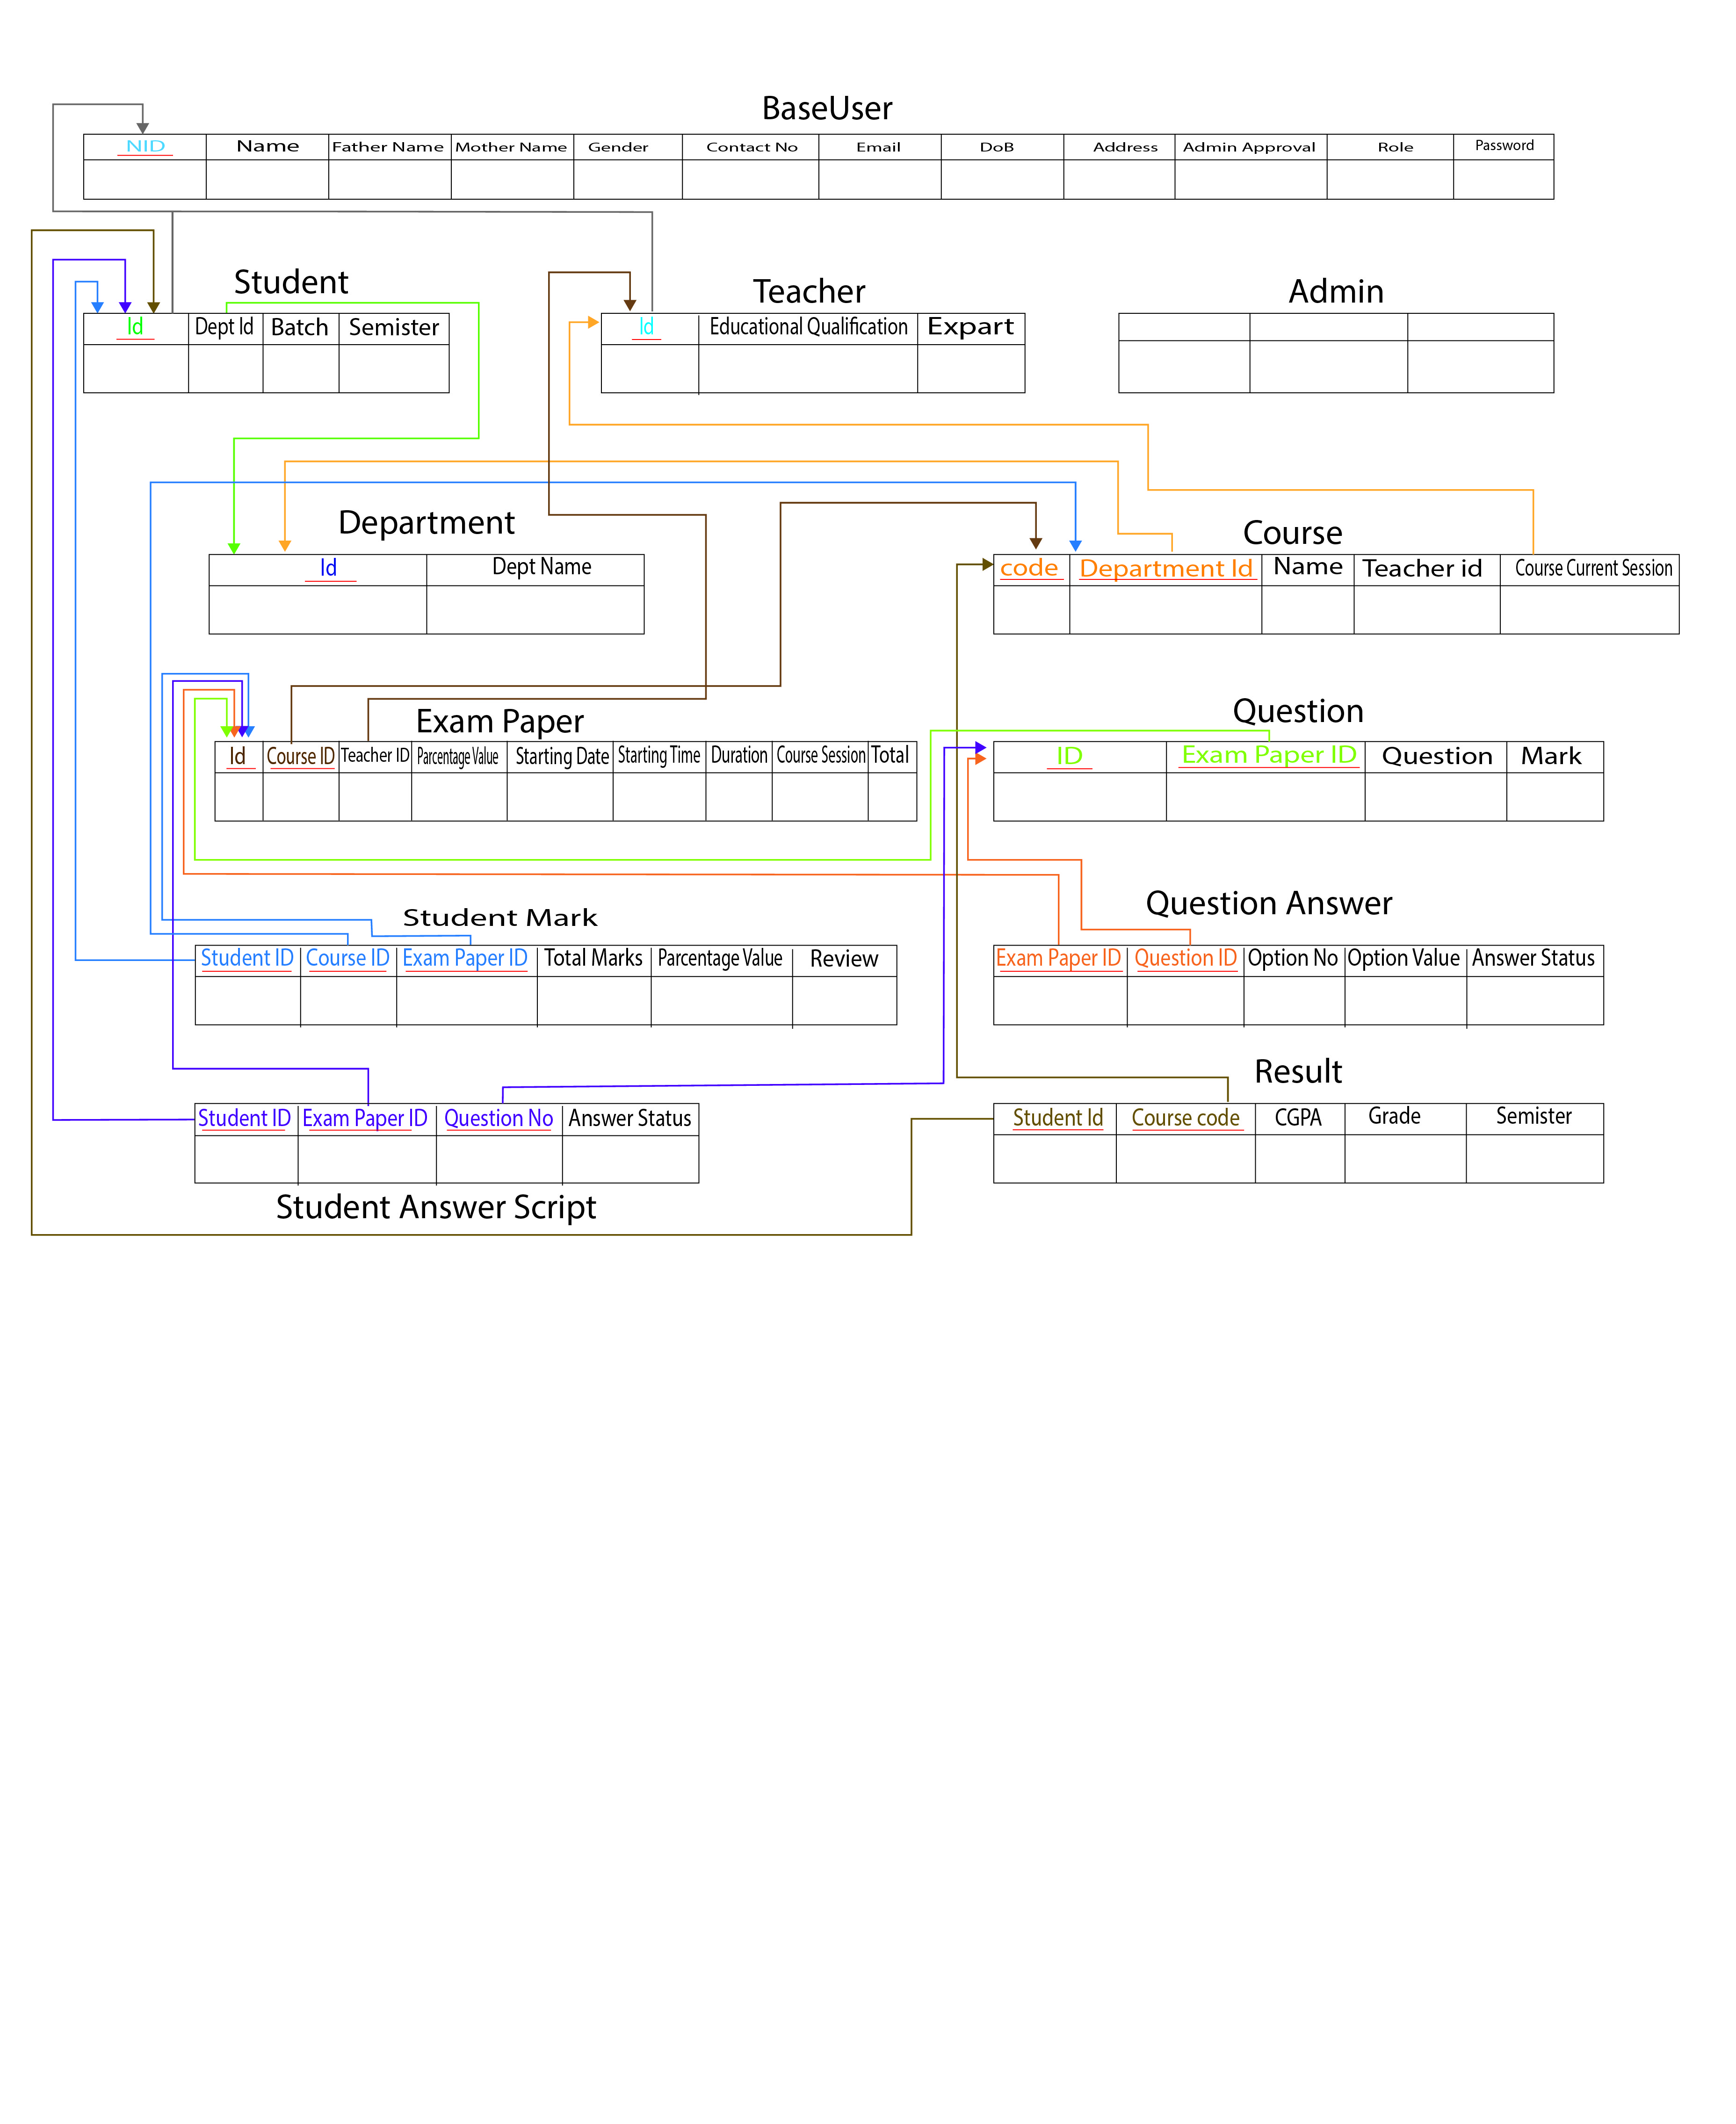 BaseUser
NID Name Father Name Mother Name Gender Contact No Email DoB Address Admin Approval Role Password
Student
Id Dept Id Batch Semister
Teacher
Id Educational Qualification Expart
Admin
Department
Id Dept Name
Course
code Department Id Name Teacher id Course Current Session
Exam Paper
Id Course ID Teacher ID Parcentage Value Starting Date Starting Time Duration Course Session Total
Question
ID Exam Paper ID Question Mark
Student Mark
Student ID Course ID Exam Paper ID Total Marks Parcentage Value Review
Question Answer
Exam Paper ID Question ID Option No Option Value Answer Status
Student ID Exam Paper ID Question No Answer Status
Student Answer Script
Result
Student Id Course code CGPA Grade Semister